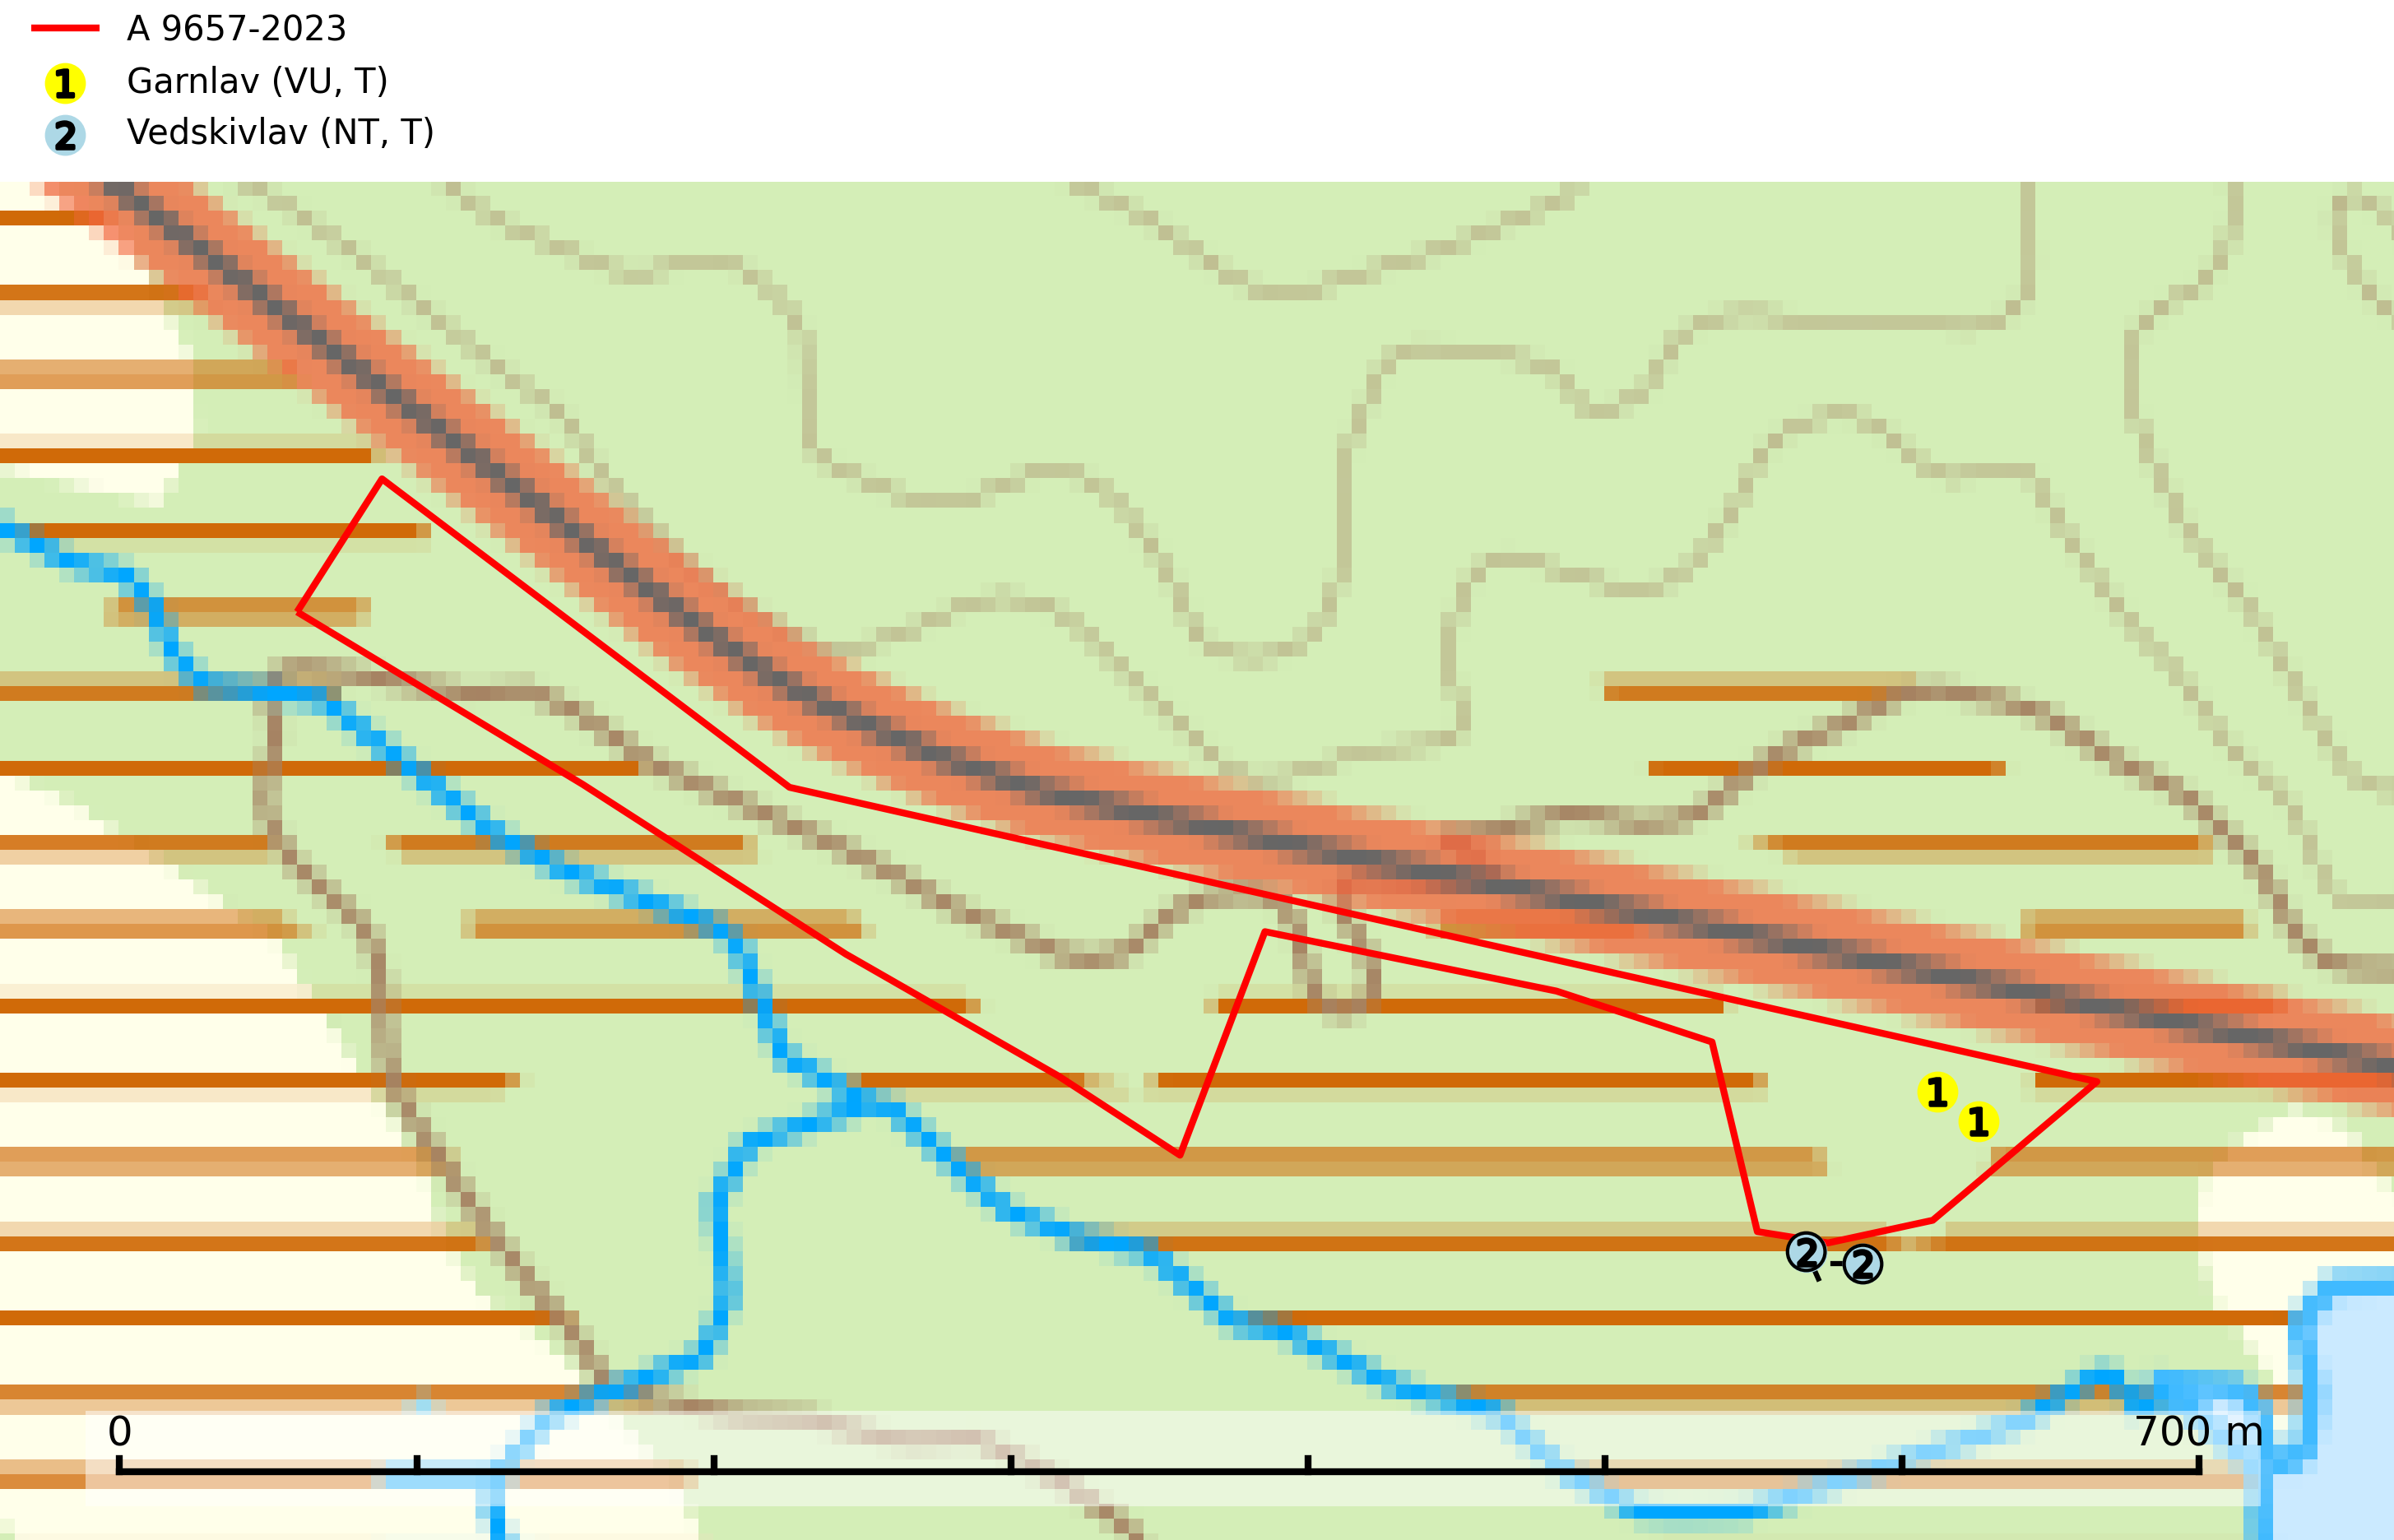 A 9657-2023
1 Garnlav (VU, T)
2 Vedskivlav (NT, T)
1
1
2
2
0
700 m